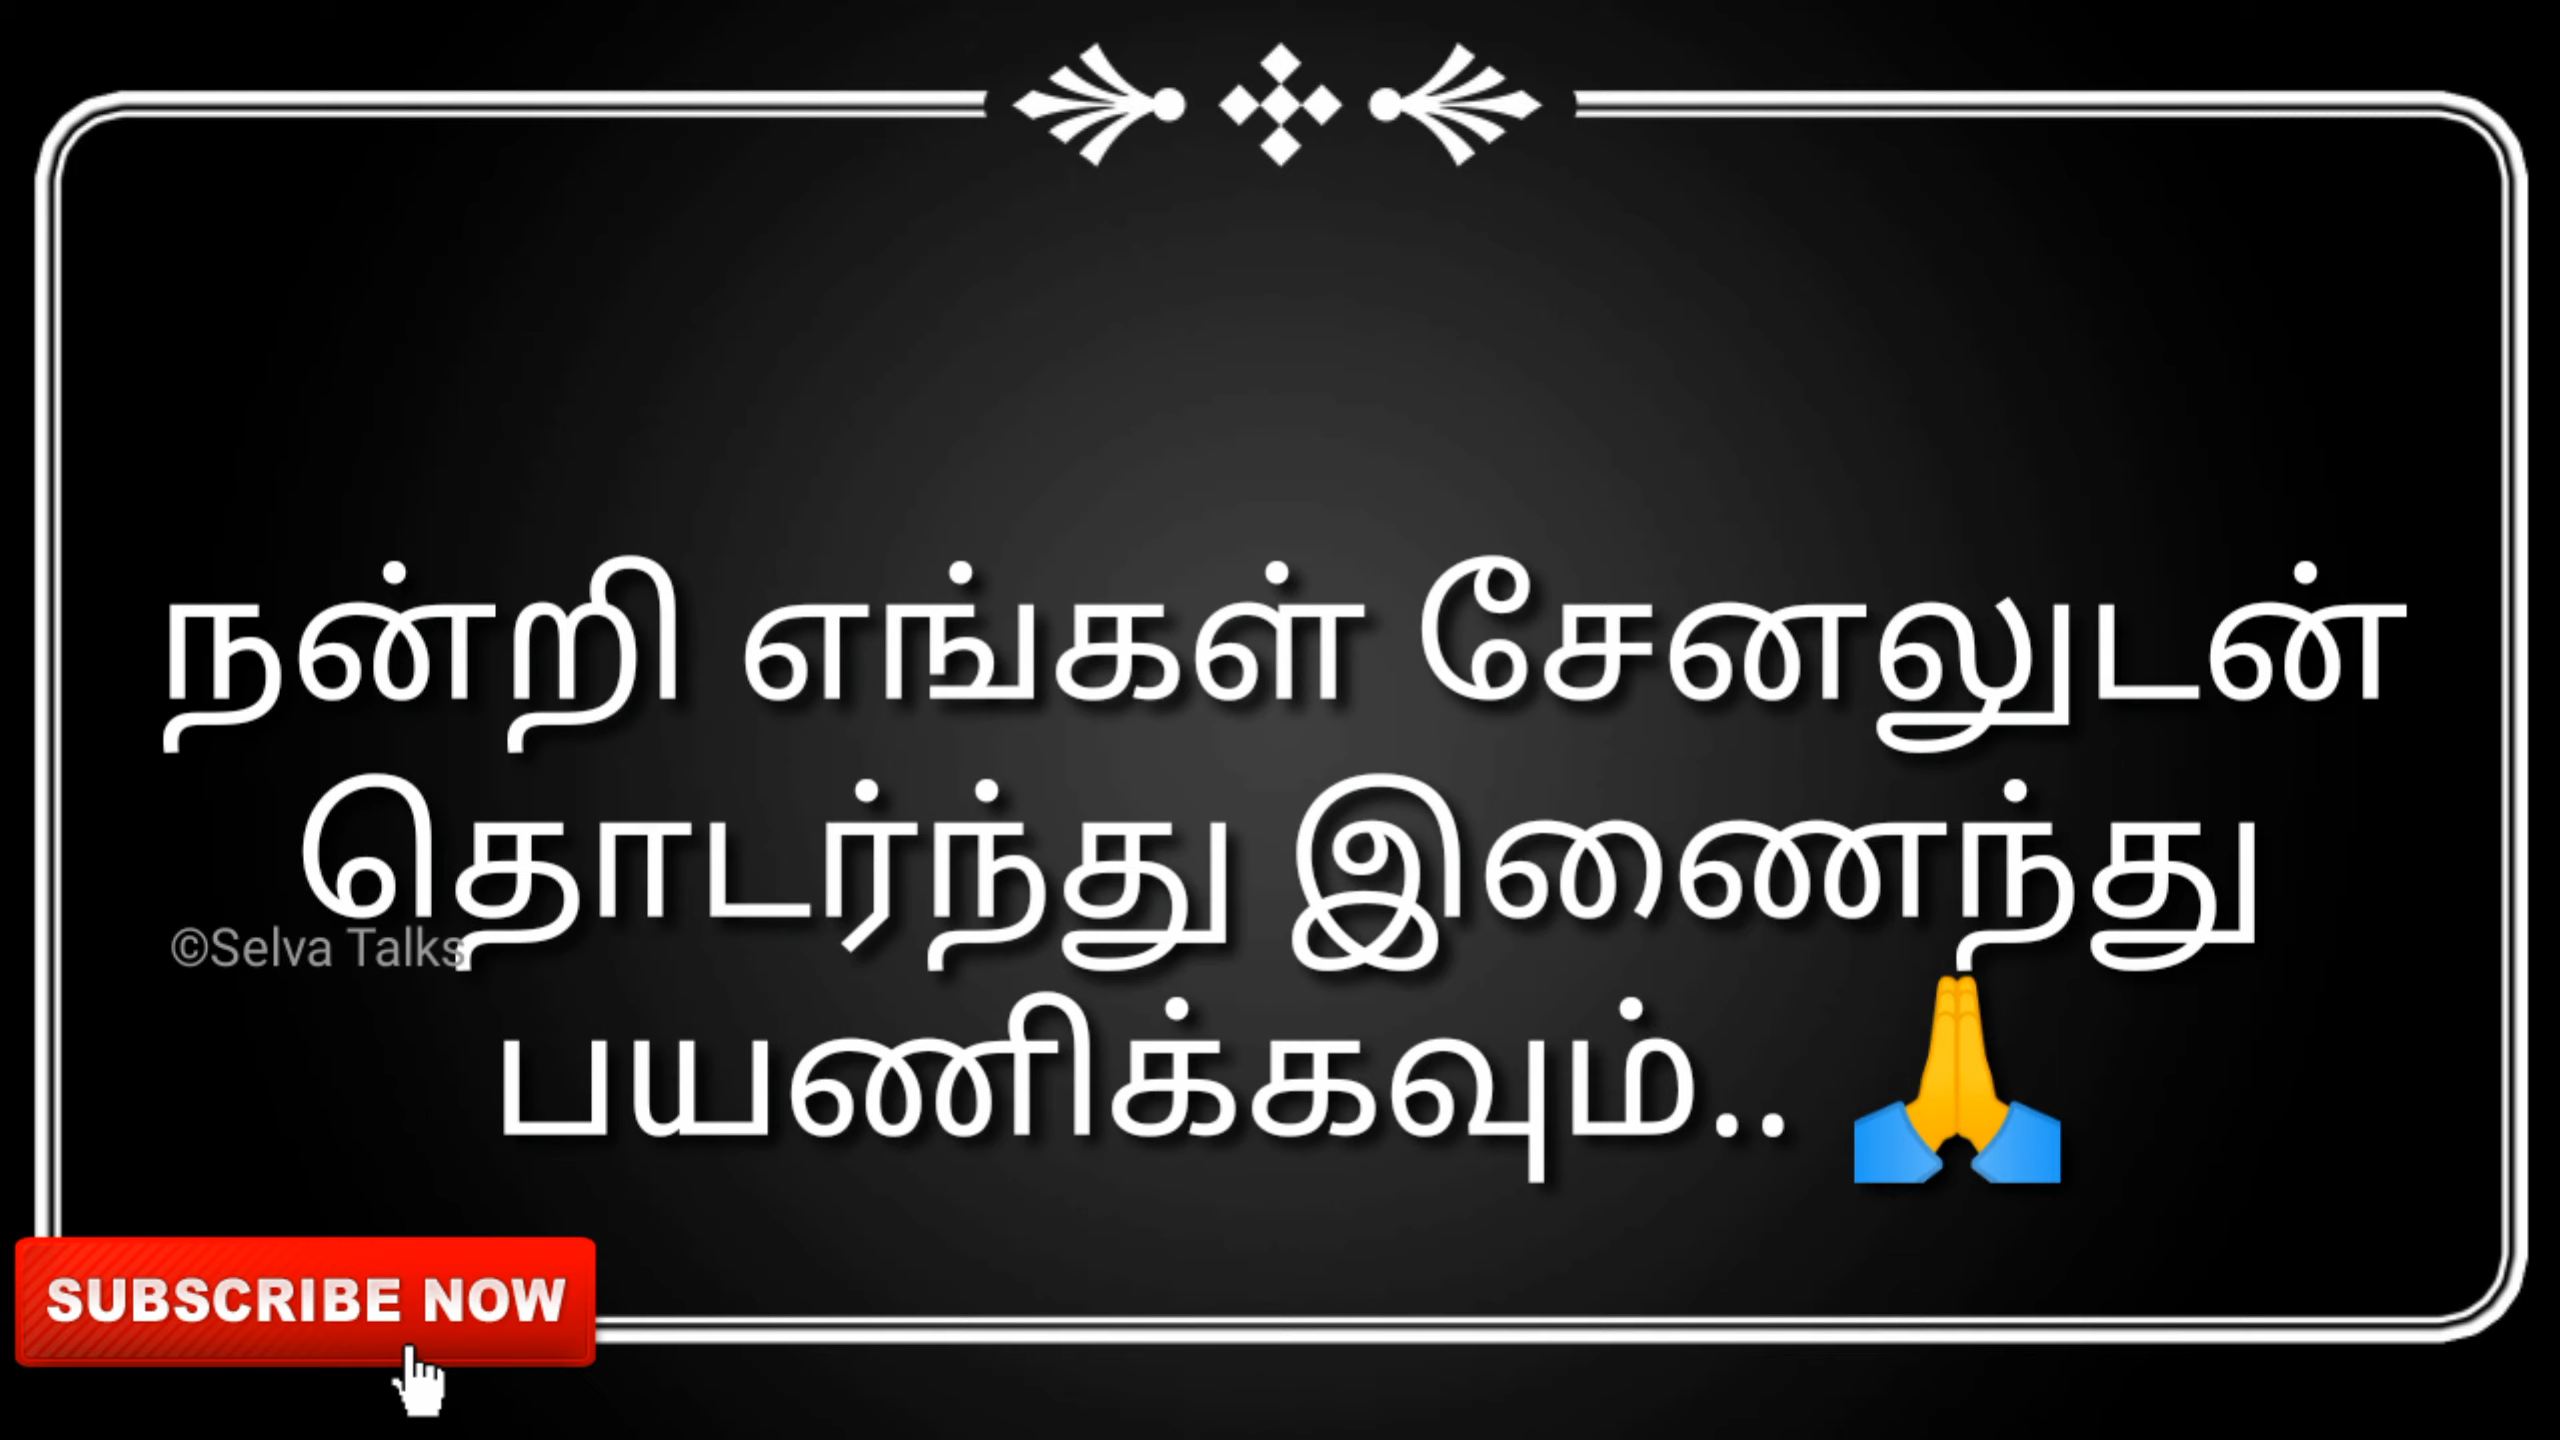 நன்றி எங்கள் சேனலுடன்
தொடர்ந்து இணைந்து
©Selva Talks
பயணிக்கவும்.. 🙏
SUBSCRIBE NOW